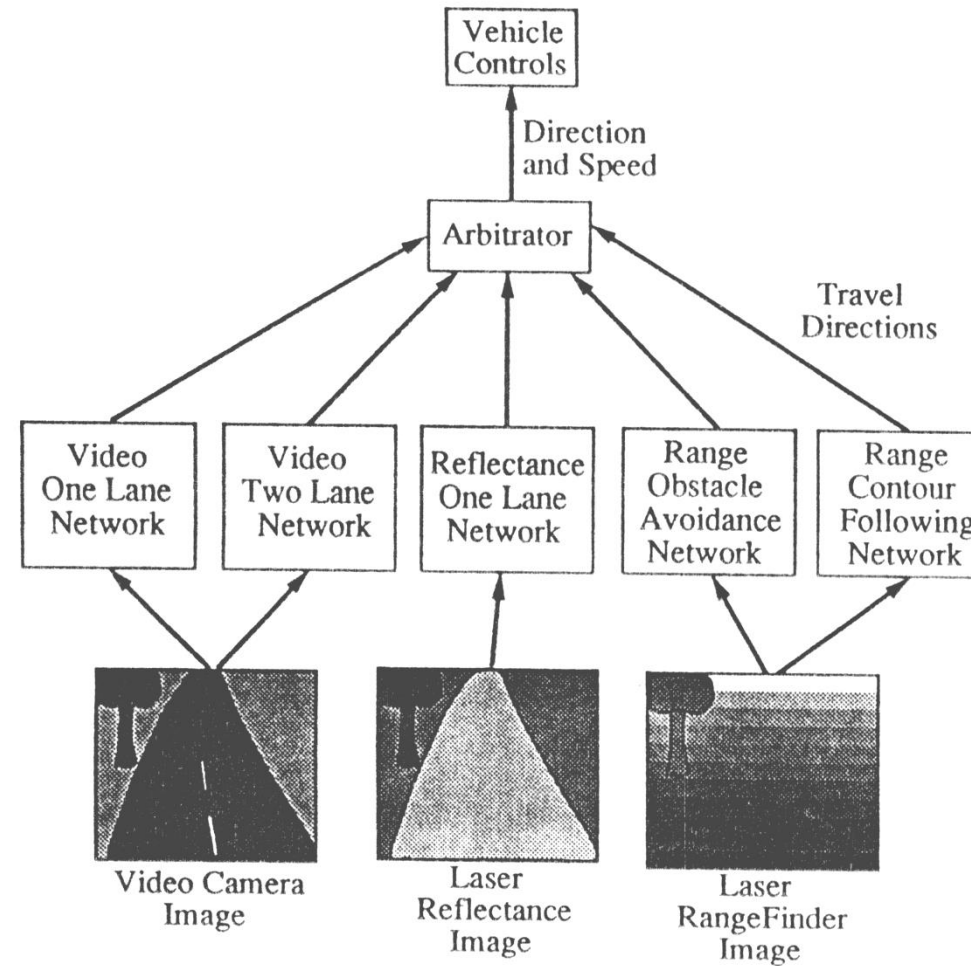 Vehicle
Controls
Direction
and Speed
Arbitrator
Travel
Directions
Video
One Lane
Network
Video
Two Lane
Network
Reflectance
One Lane
Network
Range
Obstacle
Avoidance
Network
Range
Contour
Following
Network
Video Camera
Image
Laser
Reflectance
Image
Laser
RangeFinder
Image